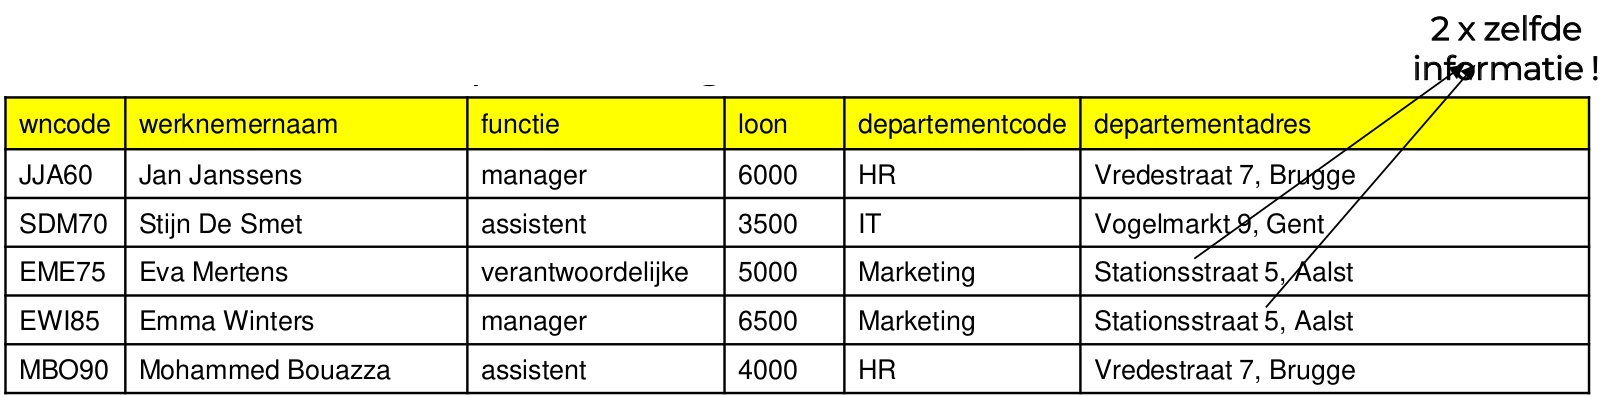 2 x zelfde
informatie !
wncode werknemernaam functie loon departementcode departementadres
JJA60 Jan Janssens manager 6000 HR Vredestraat 7, Brugge
SDM70 Stijn De Smet assistent 3500 IT Vogelmarkt 9, Gent
EME75 Eva Mertens verantwoordelijke 5000 Marketing Stationsstraat 5, Aalst
EWI85 Emma Winters manager 6500 Marketing Stationsstraat 5, Aalst
MBO90 Mohammed Bouazza assistent 4000 HR Vredestraat 7, Brugge